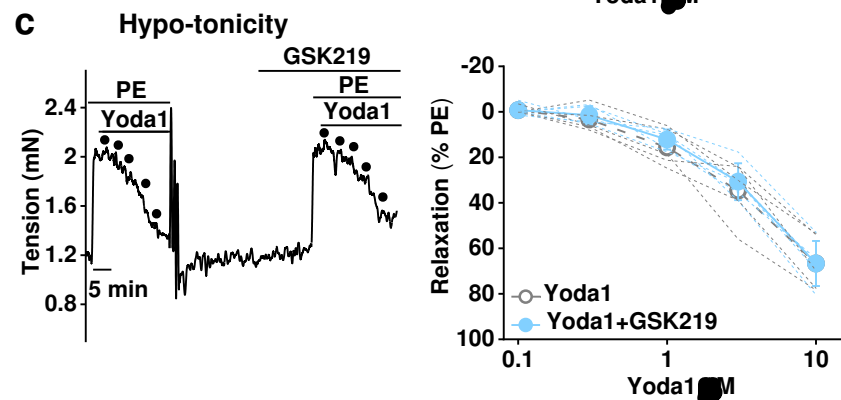 Yoda1 M
C
Hypo-tonicity
GSK219
PE
PE
Yoda1
Yoda1
Tension (mN)
2.4
2
1.6
1.2
0.8
5 min
Relaxation (% PE)
-20
0
20
40
60
80
100
Yoda1
Yoda1+GSK219
0.1
1
10
Yoda1 M